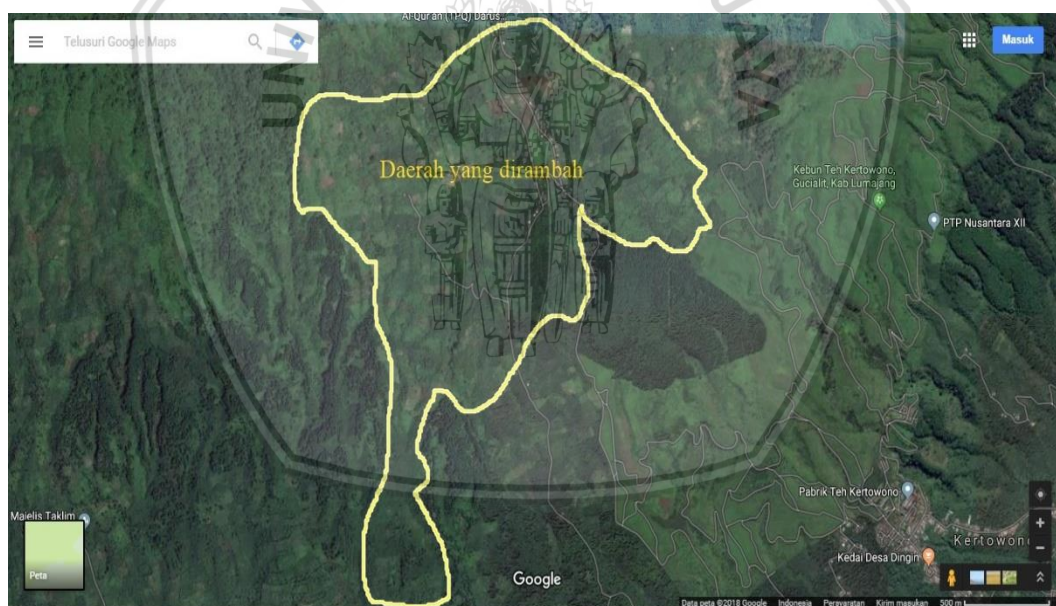 Al-Qur'an (TPQ) Darus...
Telusuri Google Maps
Masuk
Daerah yang dirambah
Kebun Teh Kertowono,
Gucialit, Kab Lumajang
PTP Nusantara XII
Pabrik Teh Kertowono
Majelis Taklim
Kertowono
Kedai Desa Dingin
Peta
Google
Data peta ©2018 Google Indonesia Persyaratan Kirim masukan 500 m